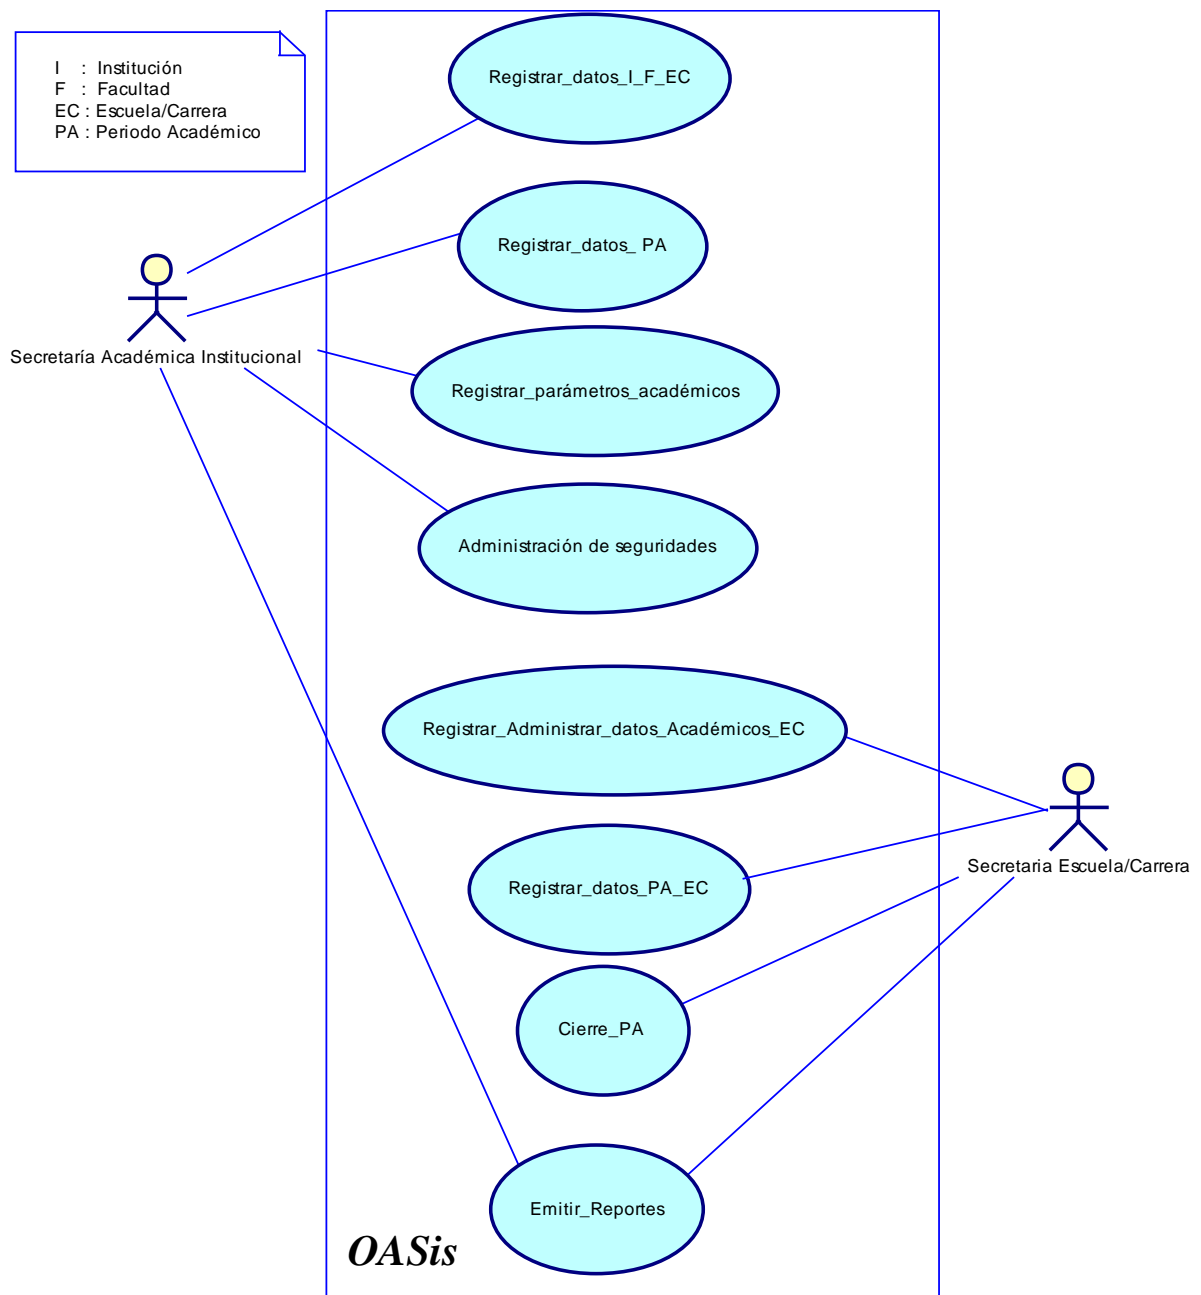 I : Institución
F : Facultad
EC : Escuela/Carrera
PA : Periodo Académico
Registrar_datos_I_F_EC
Registrar_datos_ PA
Secretaría Académica Institucional
Registrar_parámetros_académicos
Administración de seguridades
Registrar_Administrar_datos_Académicos_EC
Secretaria Escuela/Carrera
Registrar_datos_PA_EC
Cierre_PA
Emitir_Reportes
OASis